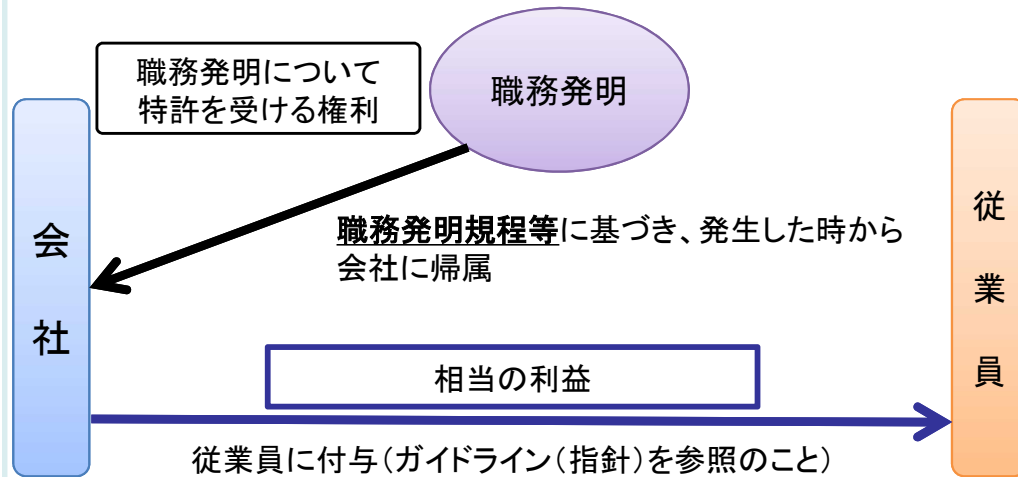 職務発明について
特許を受ける権利
職務発明
会社
従業員
職務発明規程等に基づき、発生した時から
会社に帰属
相当の利益
従業員に付与(ガイドライン(指針)を参照のこと)